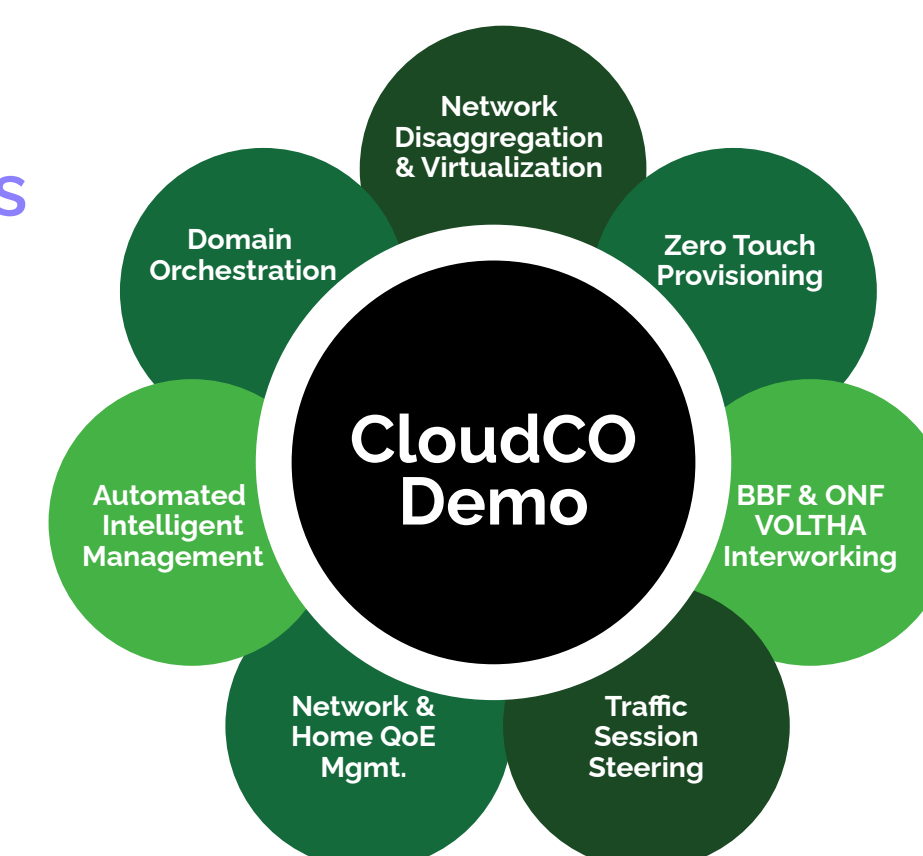 s
Network
Disaggregation
& Virtualization
Domain
Orchestration
Zero Touch
Provisioning
CloudCO
Demo
Automated
Intelligent
Management
BBF & ONF
VOLTHA
Interworking
Network &
Home QoE
Mgmt.
Traffic
Session
Steering